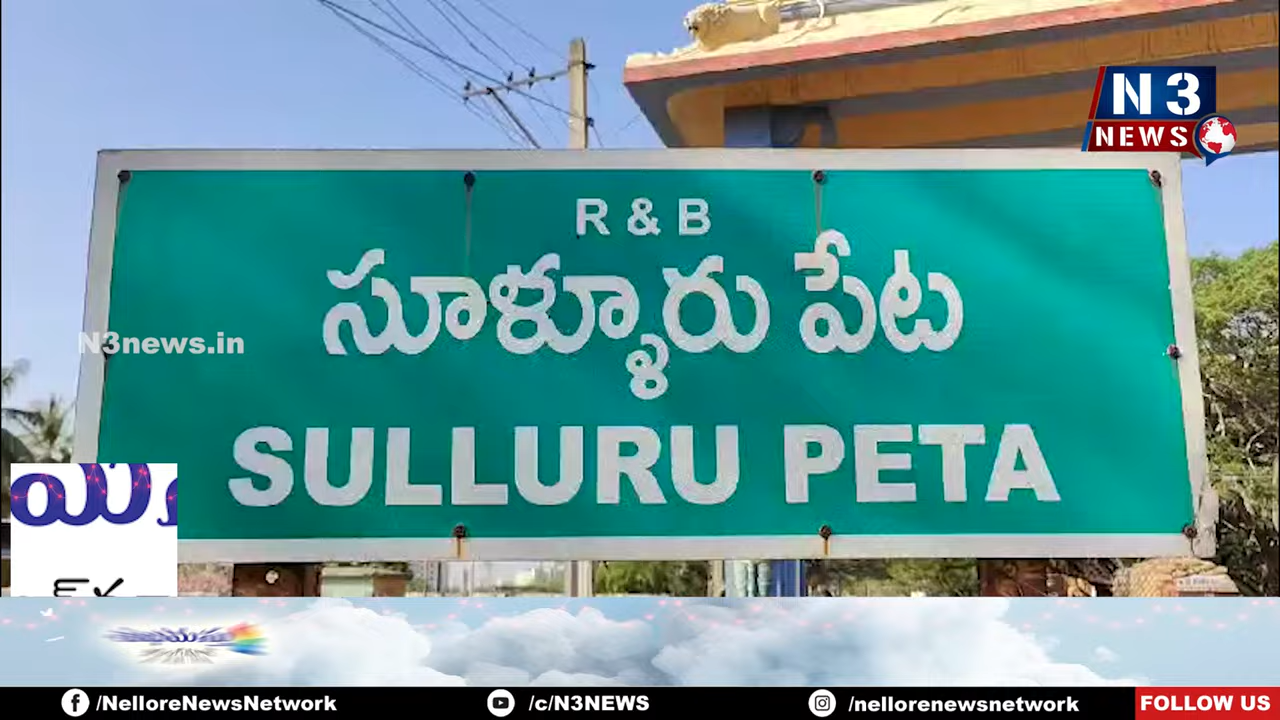 N3
NEWS
R & B
సూళ్ళూరు పేట
N3news.in
SULLURU PETA
/NelloreNewsNetwork
/c/N3NEWS
/nellorenewsnetwork
FOLLOW US